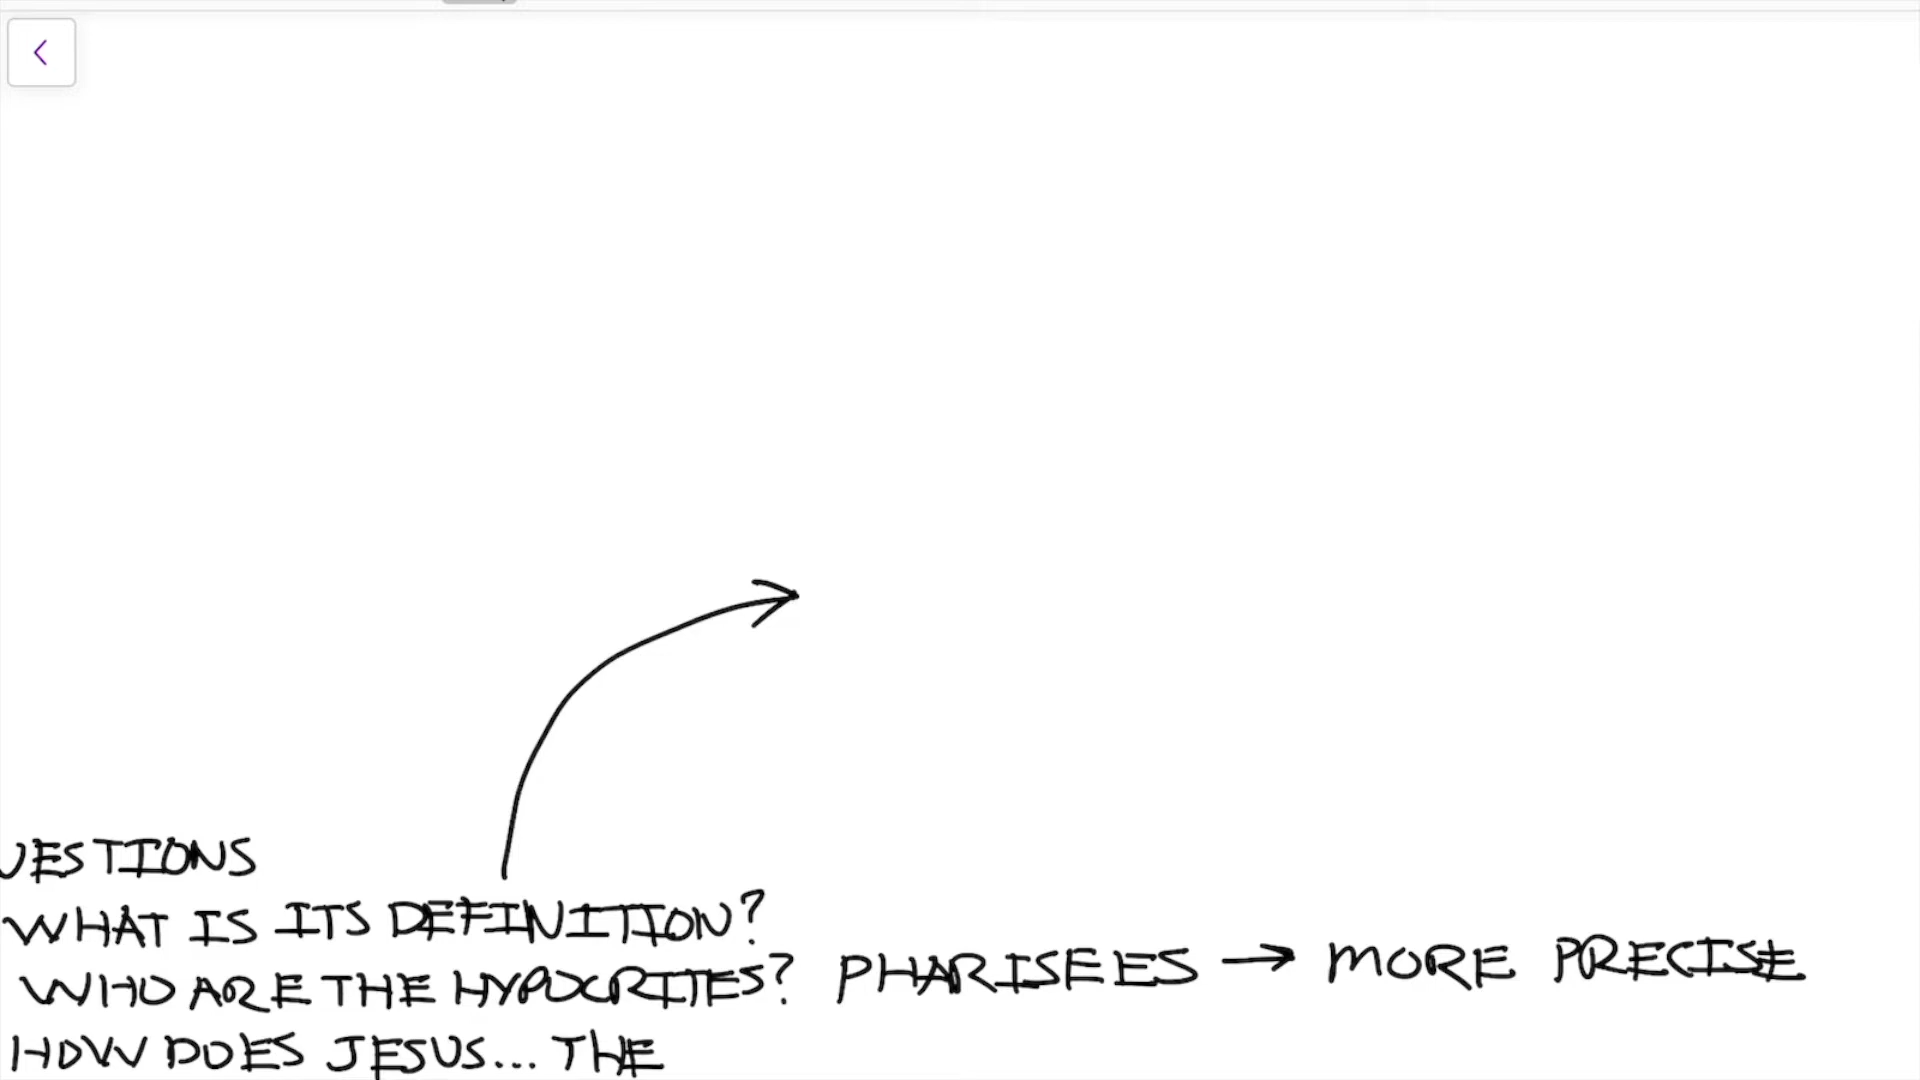 UESTIONS
WHAT IS ITS DEFINITION?
WHO ARE THE HYPOCRITES? PHARISEES → MORE PRECISE
HOW DOES JESUS... THE